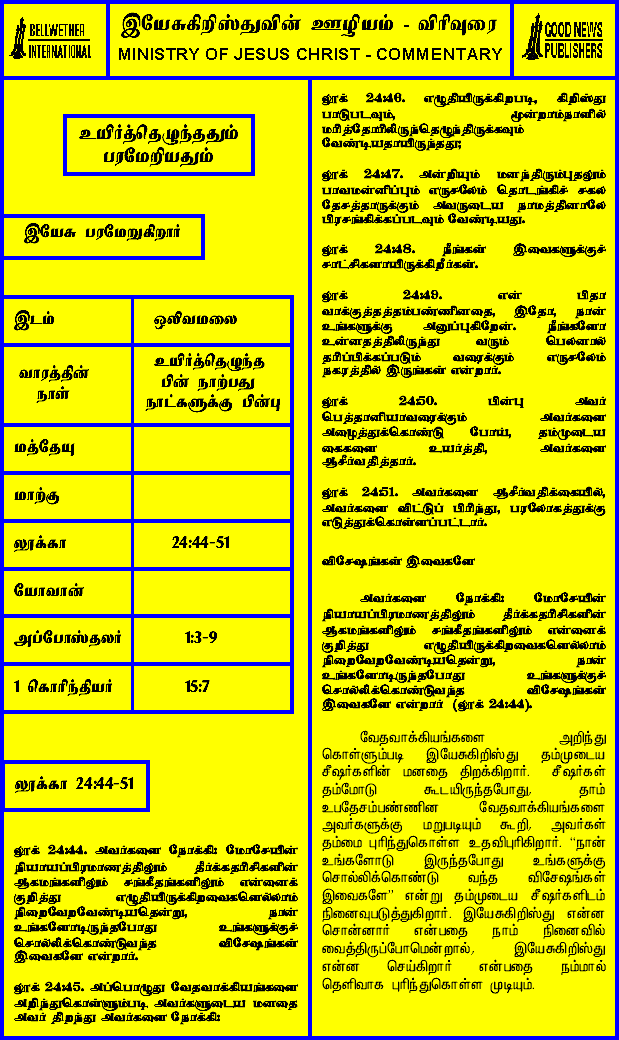 BELLWETHER
INTERNATIONAL
இயேசுகிறிஸ்துவின் ஊழியம் - விரிவுரை
MINISTRY OF JESUS CHRIST - COMMENTARY
GOOD NEWS
PUBLISHERS
உயிர்த்தெழுந்ததும்
பரமேறியதும்
இயேசு பரமேறுகிறார்
இடம் ஒலிவமலை
வாரத்தின்
நாள்
உயிர்த்தெழுந்த
பின் நாற்பது
நாட்களுக்கு பின்பு
மத்தேயு
மாற்கு
லூக்கா 24:44-51
யோவான்
அப்போஸ்தலர் 1:3-9
1 கொரிந்தியர் 15:7
லூக்கா 24:44-51
லூக் 24:44. அவர்களை நோக்கி: மோசேயின்
நியாயப்பிரமாணத்திலும் தீர்க்கதரிசிகளின்
ஆகமங்களிலும் சங்கீதங்களிலும் என்னைக்
குறித்து எழுதியிருக்கிறவைகளெல்லாம்
நிறைவேறவேண்டியதென்று, நான்
உங்களோடிருந்தபோது உங்களுக்குச்
சொல்லிக்கொண்டுவந்த விசேஷங்கள்
இவைகளே என்றார்.
லூக் 24:45. அப்பொழுது வேதவாக்கியங்களை
அறிந்துகொள்ளும்படி அவர்களுடைய மனதை
அவர் திறந்து அவர்களை நோக்கி:
லூக் 24:46. எழுதியிருக்கிறபடி, கிறிஸ்து
பாடுபடவும், மூன்றாம்நாளில்
மரித்தோரிலிருந்தெழுந்திருக்கவும்
வேண்டியதாயிருந்தது;
லூக் 24:47. அன்றியும் மனந்திரும்புதலும்
பாவமன்னிப்பும் எருசலேம் தொடங்கிச் சகல
தேசத்தாருக்கும் அவருடைய நாமத்தினாலே
பிரசங்கிக்கப்படவும் வேண்டியது.
லூக் 24:48. நீங்கள் இவைகளுக்குச்
சாட்சிகளாயிருக்கிறீர்கள்.
லூக் 24:49. என் பிதா
வாக்குத்தத்தம்பண்ணினதை, இதோ, நான்
உங்களுக்கு அனுப்புகிறேன். நீங்களோ
உன்னதத்திலிருந்து வரும் பெலனால்
தரிப்பிக்கப்படும் வரைக்கும் எருசலேம்
நகரத்தில் இருங்கள் என்றார்.
லூக் 24:50. பின்பு அவர்
பெத்தானியாவரைக்கும் அவர்களை
அழைத்துக்கொண்டு போய், தம்முடைய
கைகளை உயர்த்தி, அவர்களை
ஆசீர்வதித்தார்.
லூக் 24:51. அவர்களை ஆசீர்வதிக்கையில்,
அவர்களை விட்டுப் பிரிந்து, பரலோகத்துக்கு
எடுத்துக்கொள்ளப்பட்டார்.
விசேஷங்கள் இவைகளே
அவர்களை நோக்கி: மோசேயின்
நியாயப்பிரமாணத்திலும் தீர்க்கதரிசிகளின்
ஆகமங்களிலும் சங்கீதங்களிலும் என்னைக்
குறித்து எழுதியிருக்கிறவைகளெல்லாம்
நிறைவேறவேண்டியதென்று, நான்
உங்களோடிருந்தபோது உங்களுக்குச்
சொல்லிக்கொண்டுவந்த விசேஷங்கள்
இவைகளே என்றார் (லூக் 24:44).
வேதவாக்கியங்களை அறிந்து
கொள்ளும்படி இயேசுகிறிஸ்து தம்முடைய
சீஷர்களின் மனதை திறக்கிறார். சீஷர்கள்
தம்மோடு கூடயிருந்தபோது, தாம்
உபதேசம்பண்ணின வேதவாக்கியங்களை
அவர்களுக்கு மறுபடியும் கூறி, அவர்கள்
தம்மை புரிந்துகொள்ள உதவிபுரிகிறார். “நான்
உங்களோடு இருந்தபோது உங்களுக்கு
சொல்லிக்கொண்டு வந்த விசேஷங்கள்
இவைகளே” என்று தம்முடைய சீஷர்களிடம்
நினைவுபடுத்துகிறார். இயேசுகிறிஸ்து என்ன
சொன்னார் என்பதை நாம் நினைவில்
வைத்திருப்போமென்றால், இயேசுகிறிஸ்து
என்ன செய்கிறார் என்பதை நம்மால்
தெளிவாக புரிந்துகொள்ள முடியும்.